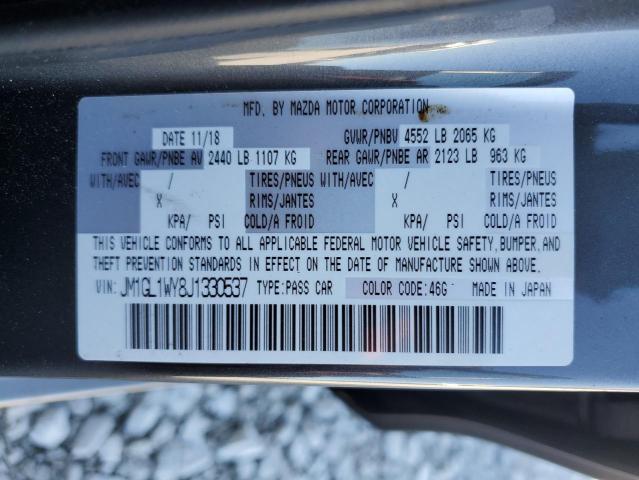 MFD. BY MAZDA MOTOR CORPORATION
DATE 11/18 GVWR/PNBV 4552 LB 2065 KG
FRONT GAWR/PNBE AV 2440 LB 1107 KG REAR GAWR/PNBE AR 2123 LB 963 KG
WITH/AVEC / TIRES/PNEUS WITH/AVEC / TIRES/PNEUS
X RIMS/JANTES X RIMS/JANTES
KPA/ PSI COLD/A FROID KPA/ PSI COLD/A FROID
THIS VEHICLE CONFORMS TO ALL APPLICABLE FEDERAL MOTOR VEHICLE SAFETY, BUMPER, AND
THEFT PREVENTION STANDARDS IN EFFECT ON THE DATE OF MANUFACTURE SHOWN ABOVE.
VIN: JM1GL1WY8J1330537 TYPE: PASS CAR COLOR CODE: 46G MADE IN JAPAN